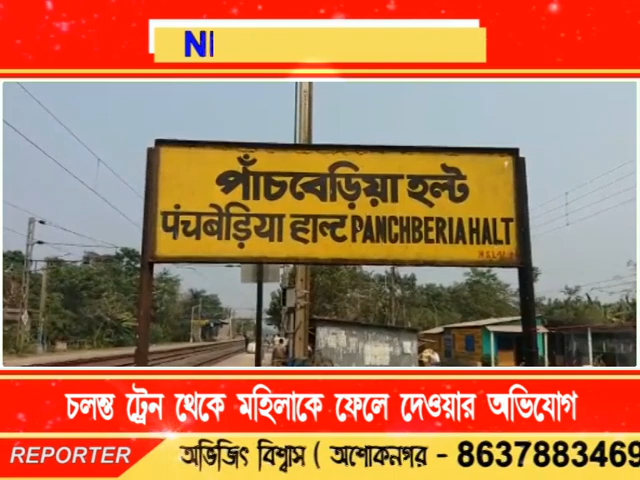 NI
পাঁচবেড়িয়া হল্ট
पंचबेड़िया हाल्ट PANCHBERIA HALT
চলন্ত ট্রেন থেকে মহিলাকে ফেলে দেওয়ার অভিযোগ
REPORTER অভিজিৎ বিশ্বাস ( অশোকনগর - 8637883469